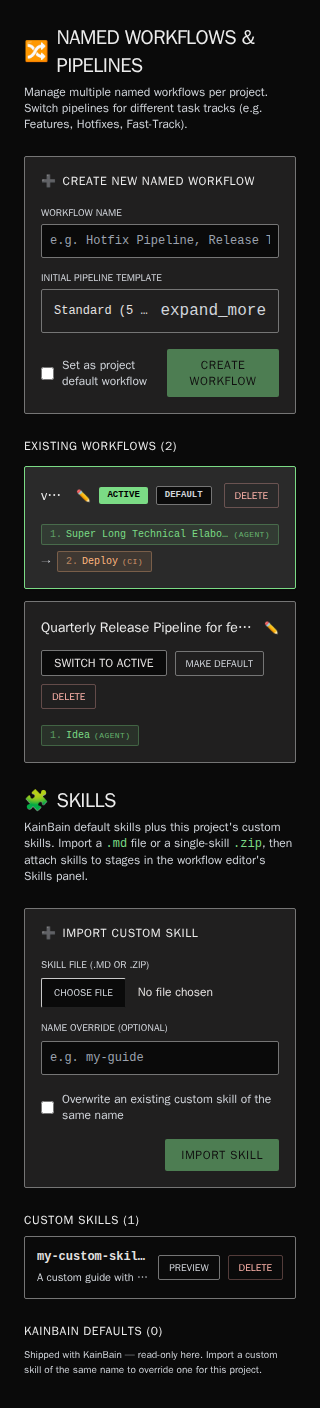 NAMED WORKFLOWS &
PIPELINES
Manage multiple named workflows per project.
Switch pipelines for different task tracks (e.g.
Features, Hotfixes, Fast-Track).
➕ CREATE NEW NAMED WORKFLOW
WORKFLOW NAME
e.g. Hotfix Pipeline, Release T
INITIAL PIPELINE TEMPLATE
Standard (5 … expand_more
Set as project
default workflow
CREATE
WORKFLOW
EXISTING WORKFLOWS (2)
v… ACTIVE DEFAULT DELETE
1. Super Long Technical Elabo… (AGENT)
→ 2. Deploy (CI)
Quarterly Release Pipeline for fe…
SWITCH TO ACTIVE MAKE DEFAULT
DELETE
1. Idea (AGENT)
SKILLS
KainBain default skills plus this project's custom
skills. Import a .md file or a single-skill .zip, then
attach skills to stages in the workflow editor's
Skills panel.
➕ IMPORT CUSTOM SKILL
SKILL FILE (.MD OR .ZIP)
CHOOSE FILE No file chosen
NAME OVERRIDE (OPTIONAL)
e.g. my-guide
Overwrite an existing custom skill of the
same name
IMPORT SKILL
CUSTOM SKILLS (1)
my-custom-skil…
A custom guide with …
PREVIEW DELETE
KAINBAIN DEFAULTS (0)
Shipped with KainBain — read-only here. Import a custom
skill of the same name to override one for this project.